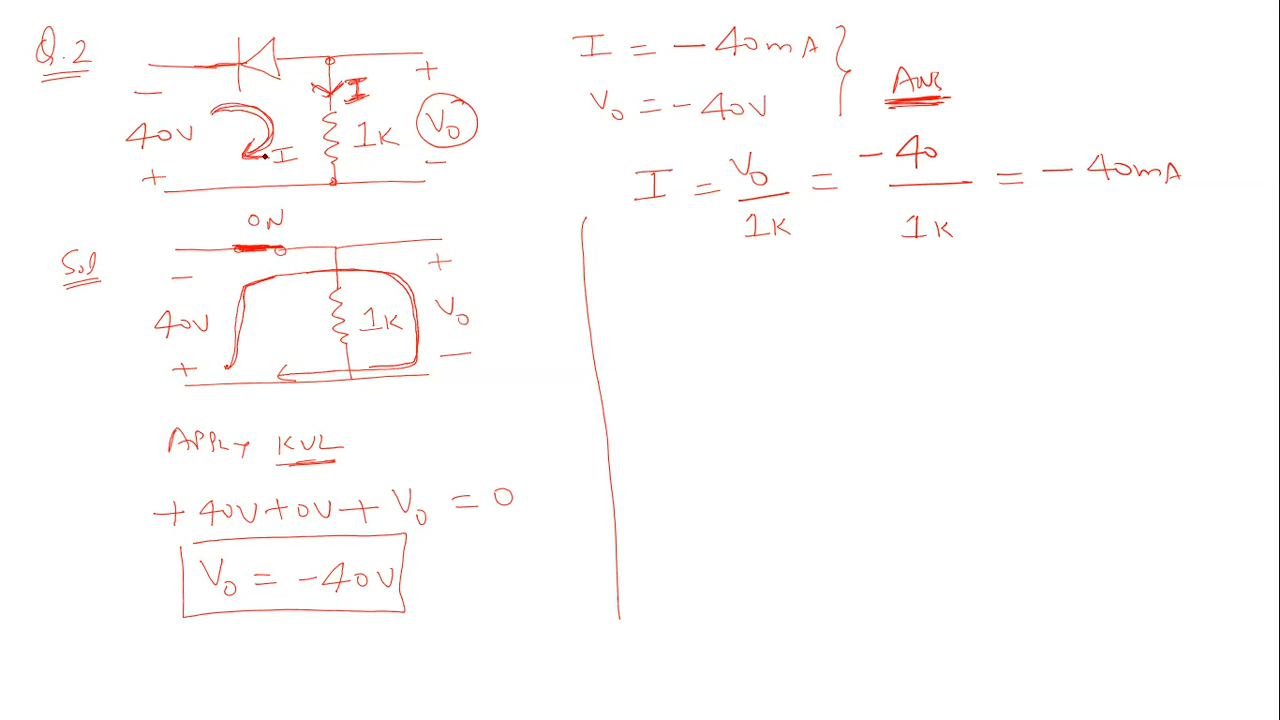 Q.2
+
I
-
40V
I
1K
V₀
+
-
ON
Sol
-
+
40V
1K
V₀
+
-
APPLY KVL
+ 40V + 0V + V₀ = 0
V₀ = -40V
I = - 40mA }
V₀ = - 40V
Ans
I = V₀/1K = -40/1K = - 40mA